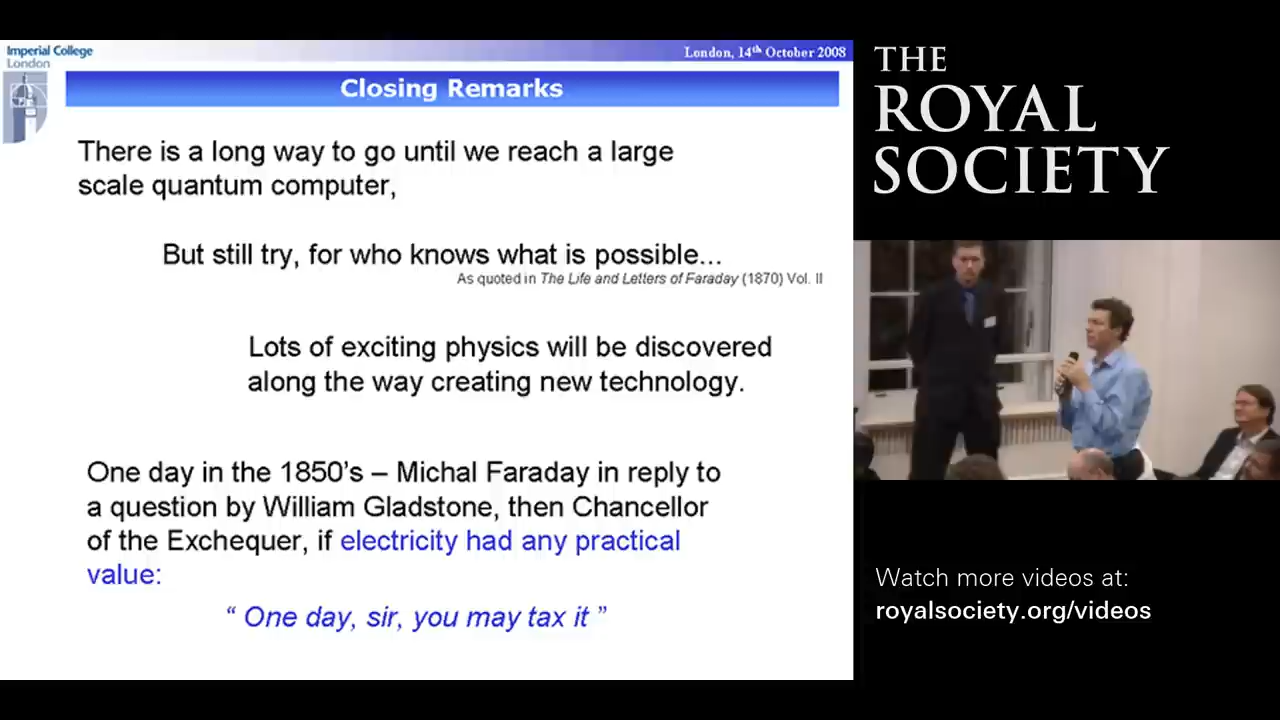 Imperial College
London
London, 14th October 2008
Closing Remarks
There is a long way to go until we reach a large
scale quantum computer,
But still try, for who knows what is possible...
As quoted in The Life and Letters of Faraday (1870) Vol. II
Lots of exciting physics will be discovered
along the way creating new technology.
One day in the 1850's – Michal Faraday in reply to
a question by William Gladstone, then Chancellor
of the Exchequer, if electricity had any practical
value:
“ One day, sir, you may tax it ”
THE
ROYAL
SOCIETY
Watch more videos at:
royalsociety.org/videos